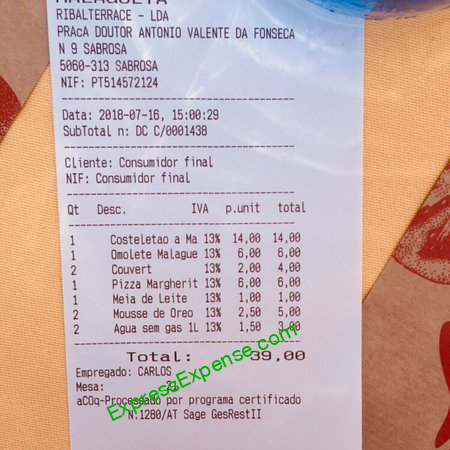 MALAGUETA
RIBALTERRACE - LDA
PRAcA DOUTOR ANTONIO VALENTE DA FONSECA
N 9 SABROSA
5060-313 SABROSA
NIF: PT514572124
Data: 2018-07-16, 15:00:29
SubTotal n: DC C/0001438
Cliente: Consumidor final
NIF: Consumidor final
Qt Desc. IVA p.unit total
1 Costeletao a Ma 13% 14,00 14,00
1 Omolete Malague 13% 6,00 6,00
2 Couvert 13% 2,00 4,00
1 Pizza Margherit 13% 6,00 6,00
1 Meia de Leite 13% 1,00 1,00
2 Mousse de Oreo 13% 2,50 5,00
2 Agua sem gas 1L 13% 1,50 3,00
Total: 39,00
Empregado: CARLOS
Mesa:
aCOq-Processado por programa certificado
N.1280/AT Sage GesRestII
ExpressExpense.com